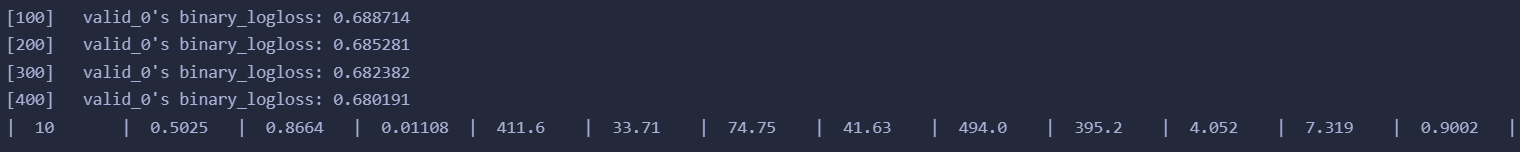 [100] valid_0's binary_logloss: 0.688714
[200] valid_0's binary_logloss: 0.685281
[300] valid_0's binary_logloss: 0.682382
[400] valid_0's binary_logloss: 0.680191
| 10 | 0.5025 | 0.8664 | 0.01108 | 411.6 | 33.71 | 74.75 | 41.63 | 494.0 | 395.2 | 4.052 | 7.319 | 0.9002 |